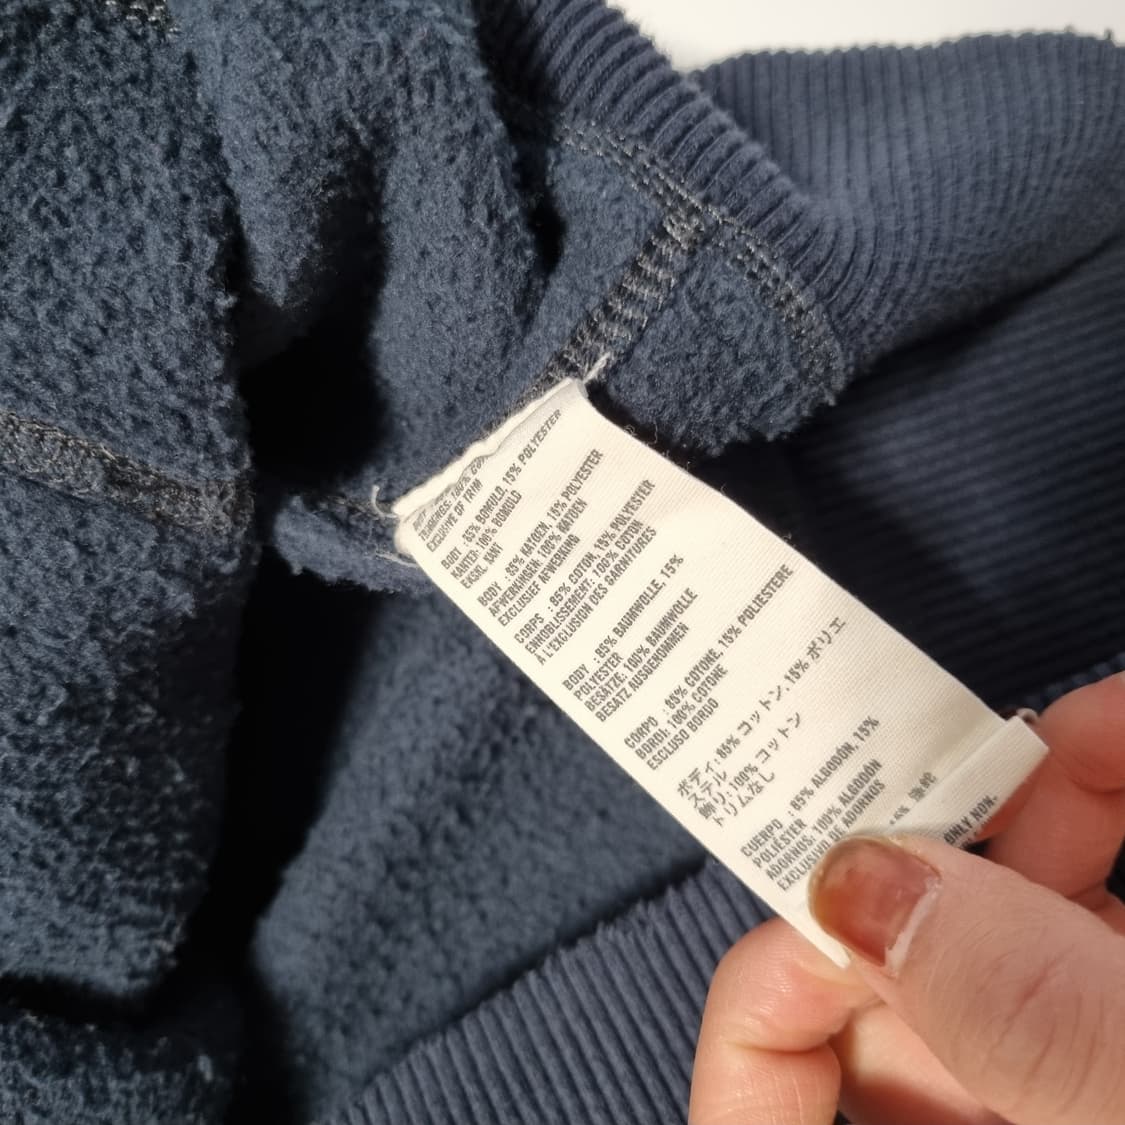 TRIMMINGS: 100% CO
EXCLUSIVE OF TRIM
BODY : 85% BOMULD, 15% POLYESTER
KANTER: 100% BOMULD
EKSKL. KANT
BODY : 85% KATOEN, 15% POLYESTER
AFWERKINGEN: 100% KATOEN
EXCLUSIEF AFWERKING
CORPS : 85% COTON, 15% POLYESTER
ENNOBLISSEMENT: 100% COTON
À L'EXCLUSION DES GARNITURES
BODY : 85% BAUMWOLLE, 15%
POLYESTER
BESÄTZE: 100% BAUMWOLLE
BESATZ AUSGENOMMEN
CORPO : 85% COTONE, 15% POLIESTERE
BORDI: 100% COTONE
ESCLUSO BORDO
ボディ: 85% コットン, 15% ポリエ
ステル
飾り: 100% コットン
トリムなし
CUERPO : 85% ALGODÓN, 15%
POLIÉSTER
ADORNOS: 100% ALGODÓN
EXCLUSIVO DE ADORNOS
ONLY NON.